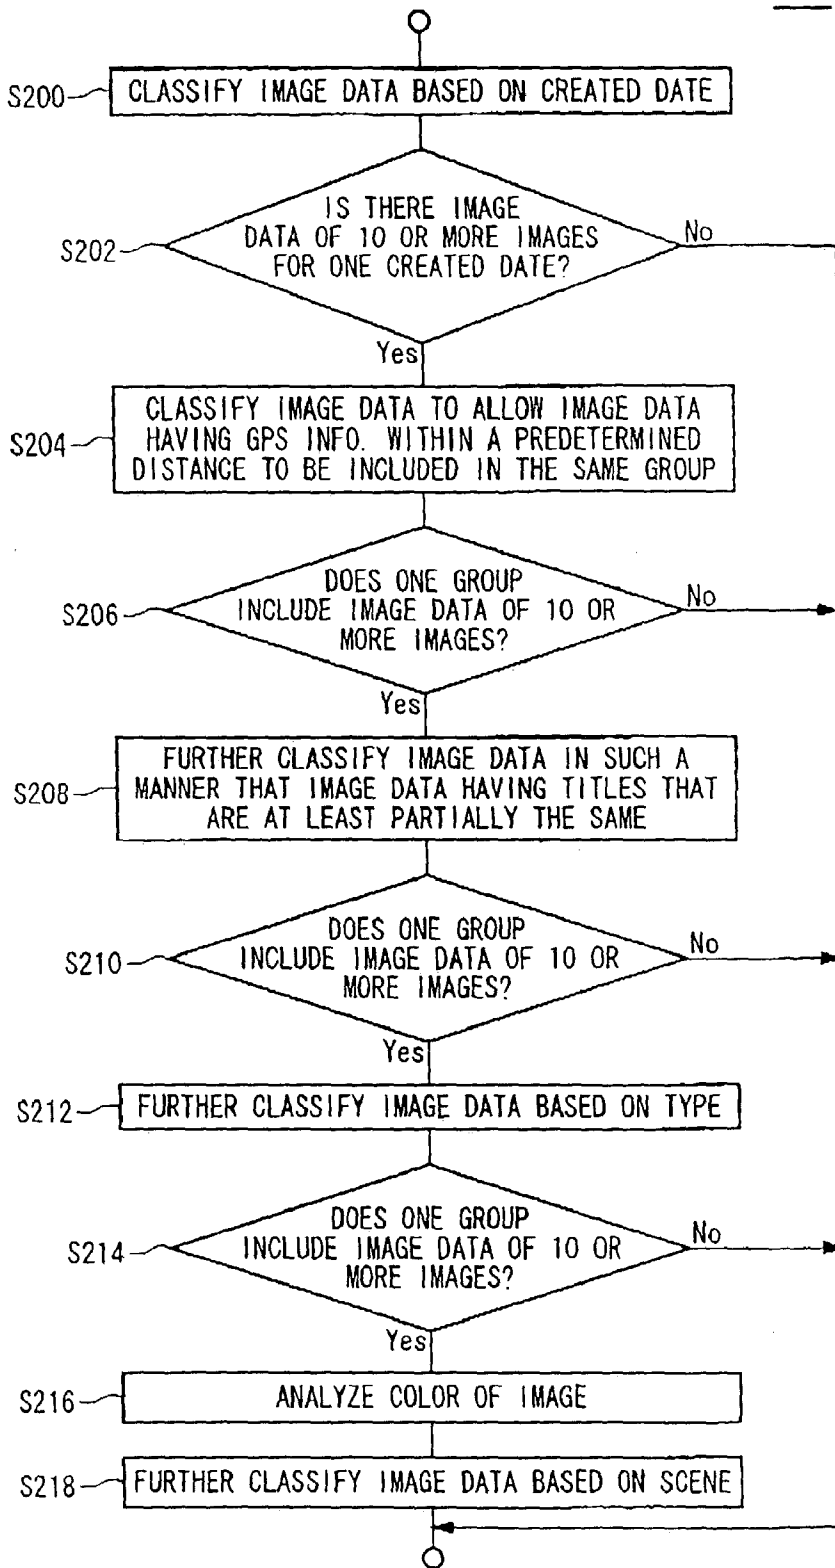 S200
CLASSIFY IMAGE DATA BASED ON CREATED DATE
S202
IS THERE IMAGE
DATA OF 10 OR MORE IMAGES
FOR ONE CREATED DATE?
No
Yes
S204
CLASSIFY IMAGE DATA TO ALLOW IMAGE DATA
HAVING GPS INFO. WITHIN A PREDETERMINED
DISTANCE TO BE INCLUDED IN THE SAME GROUP
S206
DOES ONE GROUP
INCLUDE IMAGE DATA OF 10 OR
MORE IMAGES?
No
Yes
S208
FURTHER CLASSIFY IMAGE DATA IN SUCH A
MANNER THAT IMAGE DATA HAVING TITLES THAT
ARE AT LEAST PARTIALLY THE SAME
S210
DOES ONE GROUP
INCLUDE IMAGE DATA OF 10 OR
MORE IMAGES?
No
Yes
S212
FURTHER CLASSIFY IMAGE DATA BASED ON TYPE
S214
DOES ONE GROUP
INCLUDE IMAGE DATA OF 10 OR
MORE IMAGES?
No
Yes
S216
ANALYZE COLOR OF IMAGE
S218
FURTHER CLASSIFY IMAGE DATA BASED ON SCENE